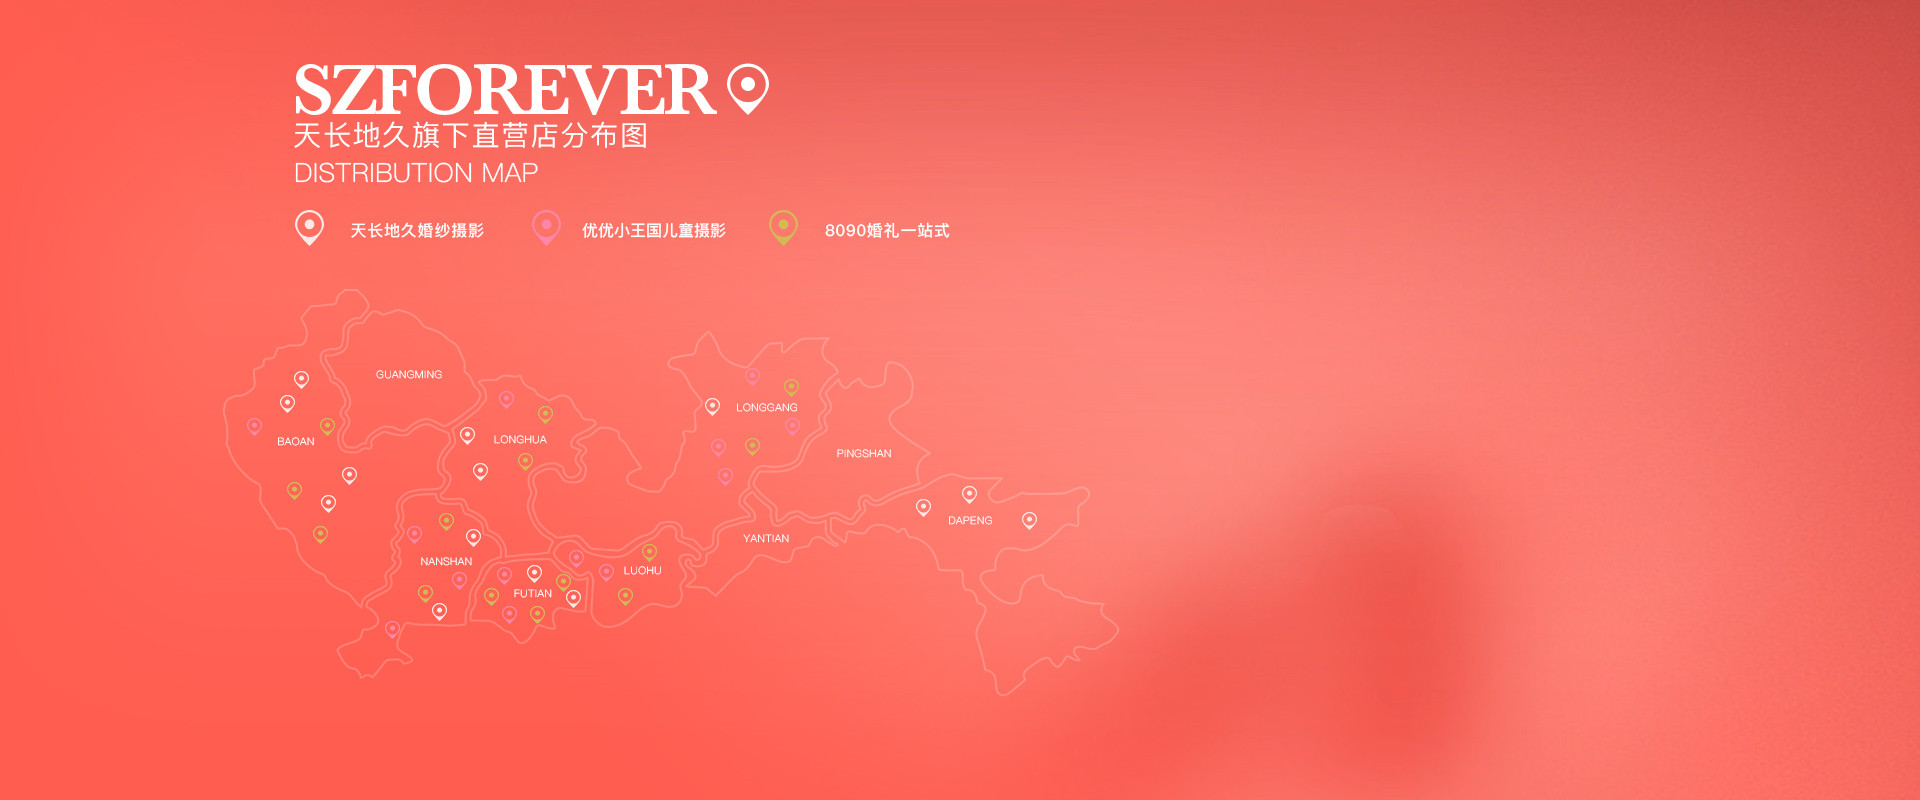 SZFOREVER
天长地久旗下直营店分布图
DISTRIBUTION MAP
天长地久婚纱摄影 优优小王国儿童摄影 8090婚礼一站式
GUANGMING
LONGGANG
BAOAN
LONGHUA
PINGSHAN
DAPENG
YANTIAN
NANSHAN
LUOHU
FUTIAN